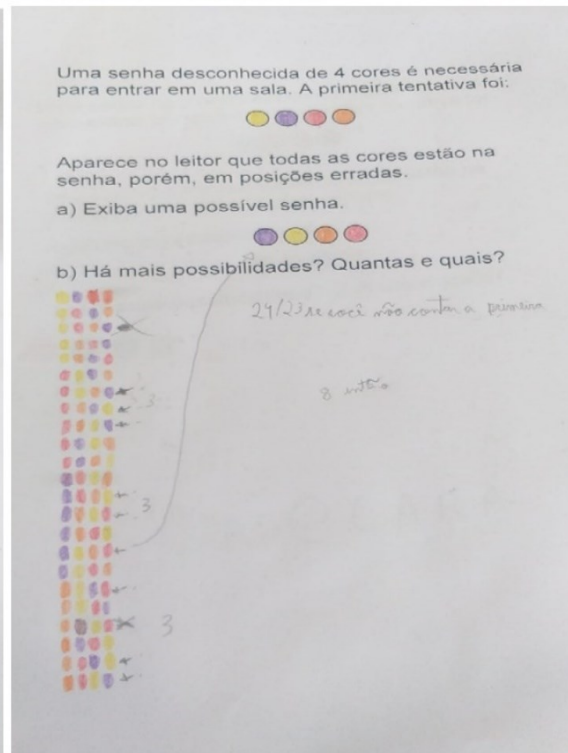 Uma senha desconhecida de 4 cores é necessária
para entrar em uma sala. A primeira tentativa foi:
Aparece no leitor que todas as cores estão na
senha, porém, em posições erradas.
a) Exiba uma possível senha.
b) Há mais possibilidades? Quantas e quais?
24/23 se você não contar a primeira
8 então
3
3
3